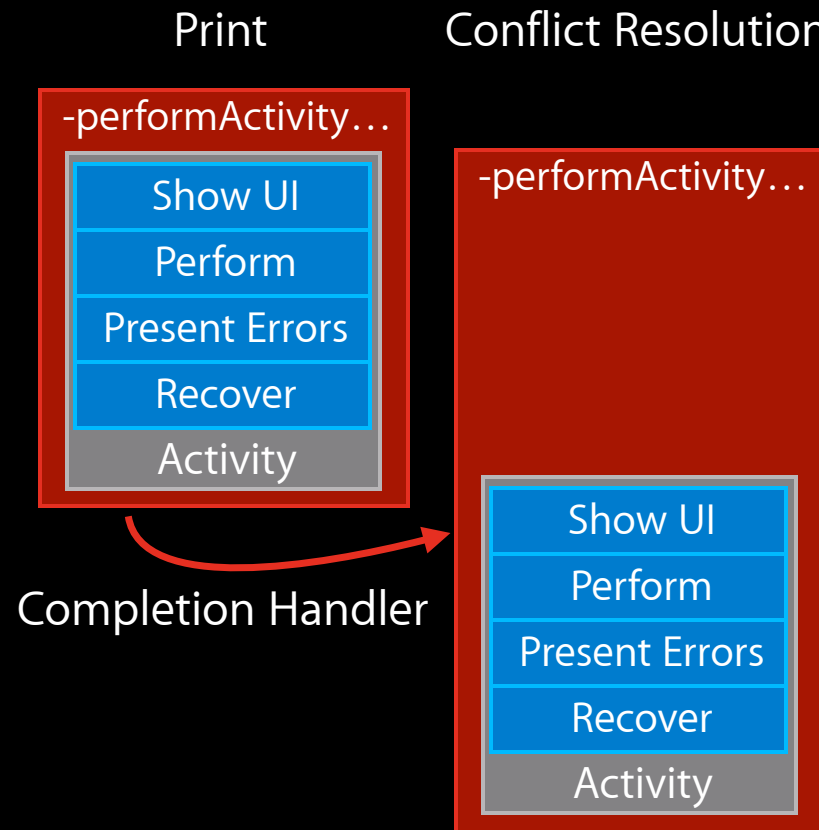 Print
-performActivity…
Show UI
Perform
Present Errors
Recover
Activity
Completion Handler
Conflict Resolution
-performActivity…
Show UI
Perform
Present Errors
Recover
Activity